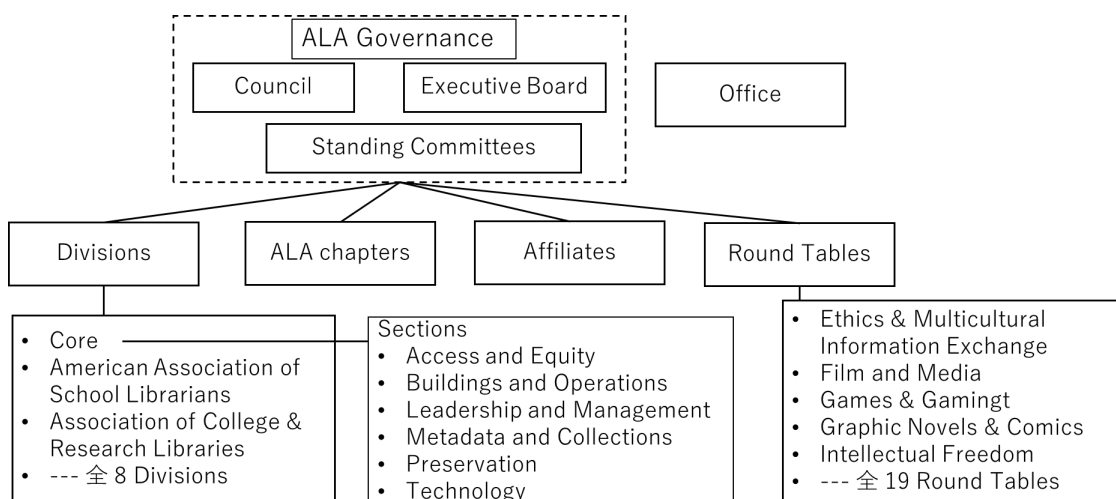 ALA Governance
Council
Executive Board
Office
Standing Committees
Divisions
ALA chapters
Affiliates
Round Tables
• Core
• American Association of
School Librarians
• Association of College &
Research Libraries
• --- 全 8 Divisions
Sections
• Access and Equity
• Buildings and Operations
• Leadership and Management
• Metadata and Collections
• Preservation
• Technology
• Ethics & Multicultural
Information Exchange
• Film and Media
• Games & Gamingt
• Graphic Novels & Comics
• Intellectual Freedom
• --- 全 19 Round Tables